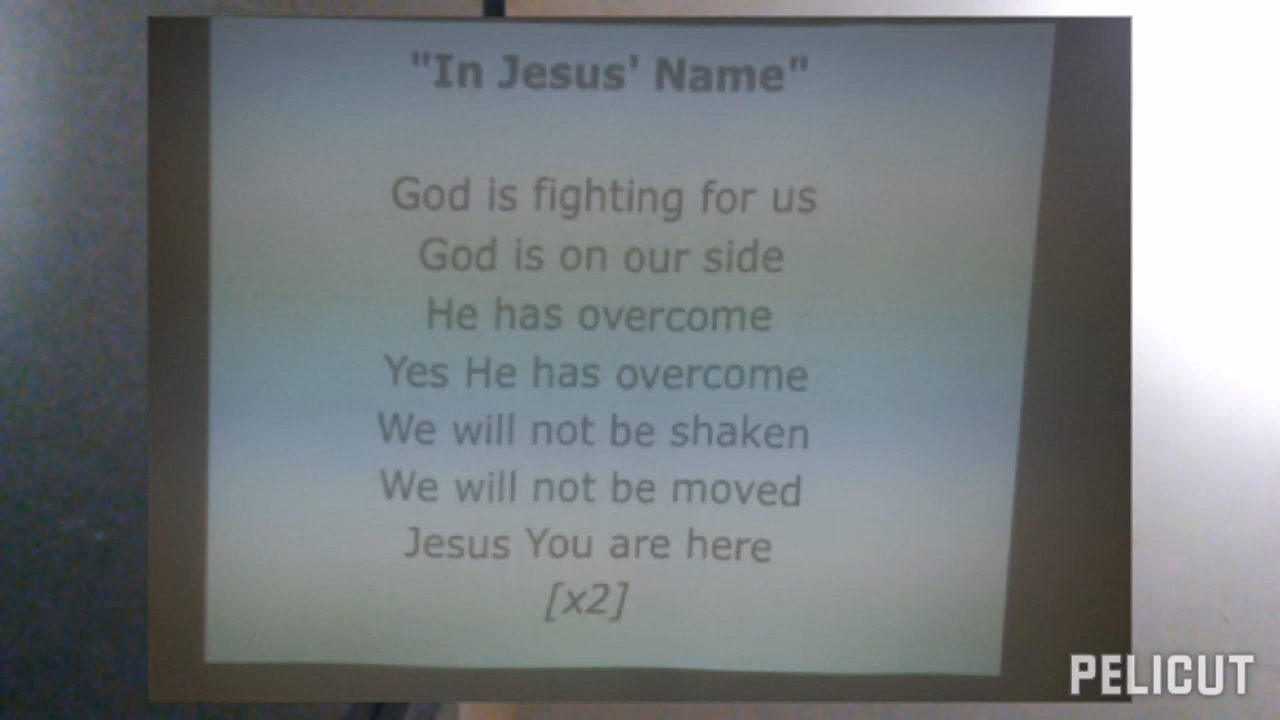 "In Jesus' Name"
God is fighting for us
God is on our side
He has overcome
Yes He has overcome
We will not be shaken
We will not be moved
Jesus You are here
[x2]
PELICUT